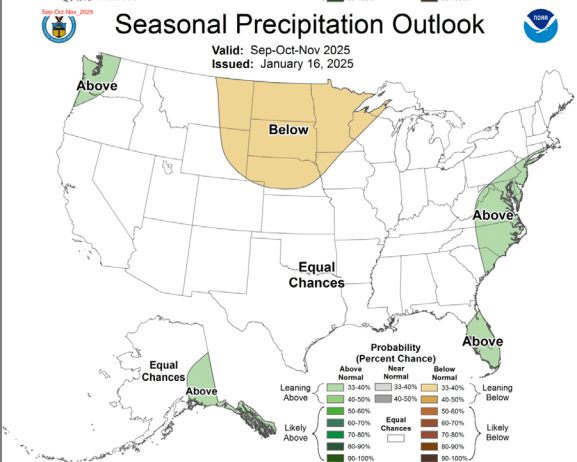 Sep-Oct-Nov_2025
Seasonal Precipitation Outlook
NOAA
Valid: Sep-Oct-Nov 2025
Issued: January 16, 2025
Above
Below
Above
Equal
Chances
Above
Equal
Chances
Above
Probability
(Percent Chance)
Above
Normal
Near
Normal
Below
Normal
Leaning
Above
33-40%
40-50%
33-40%
40-50%
33-40%
40-50%
Leaning
Below
Likely
Above
50-60%
60-70%
70-80%
80-90%
90-100%
Equal
Chances
50-60%
60-70%
70-80%
80-90%
90-100%
Likely
Below